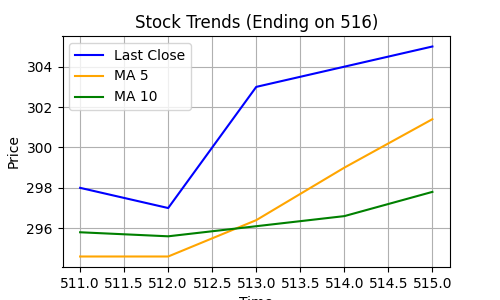 Stock Trends (Ending on 516)
Last Close
MA 5
MA 10
304
302
300
298
296
Price
511.0 511.5 512.0 512.5 513.0 513.5 514.0 514.5 515.0
Time